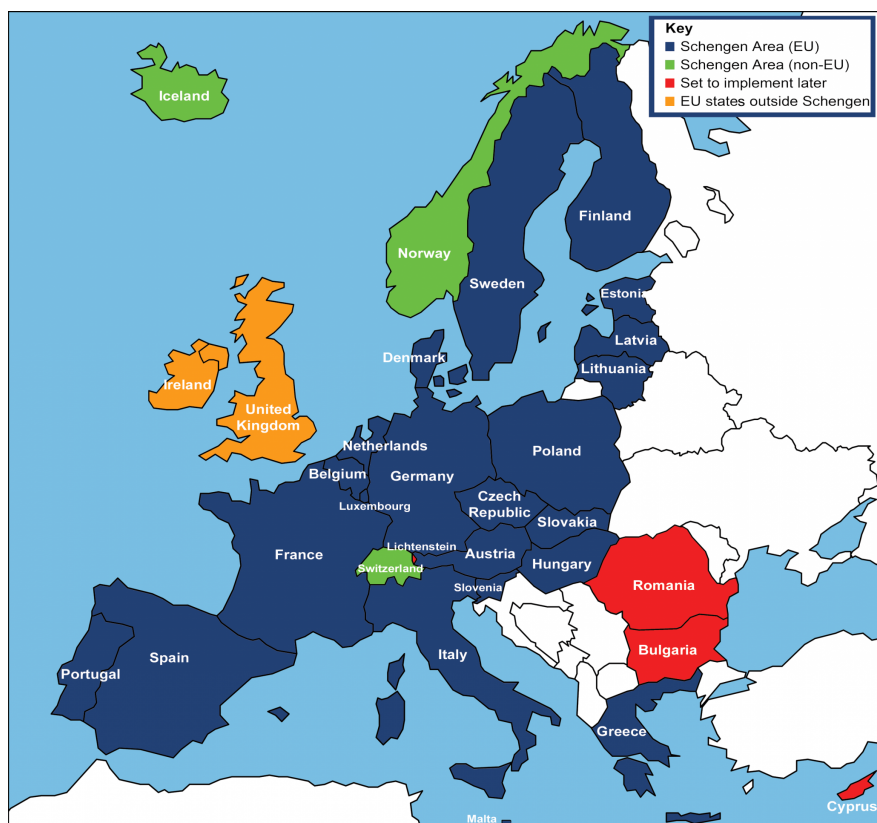 Key
Schengen Area (EU)
Schengen Area (non-EU)
Set to implement later
EU states outside Schengen
Iceland
Finland
Norway
Sweden
Estonia
Latvia
Denmark
Lithuania
Ireland
United
Kingdom
Netherlands
Poland
Belgium
Germany
Czech
Republic
Luxembourg
Slovakia
Lichtenstein
France
Austria
Hungary
Switzerland
Romania
Slovenia
Bulgaria
Italy
Spain
Portugal
Greece
Cyprus
Malta